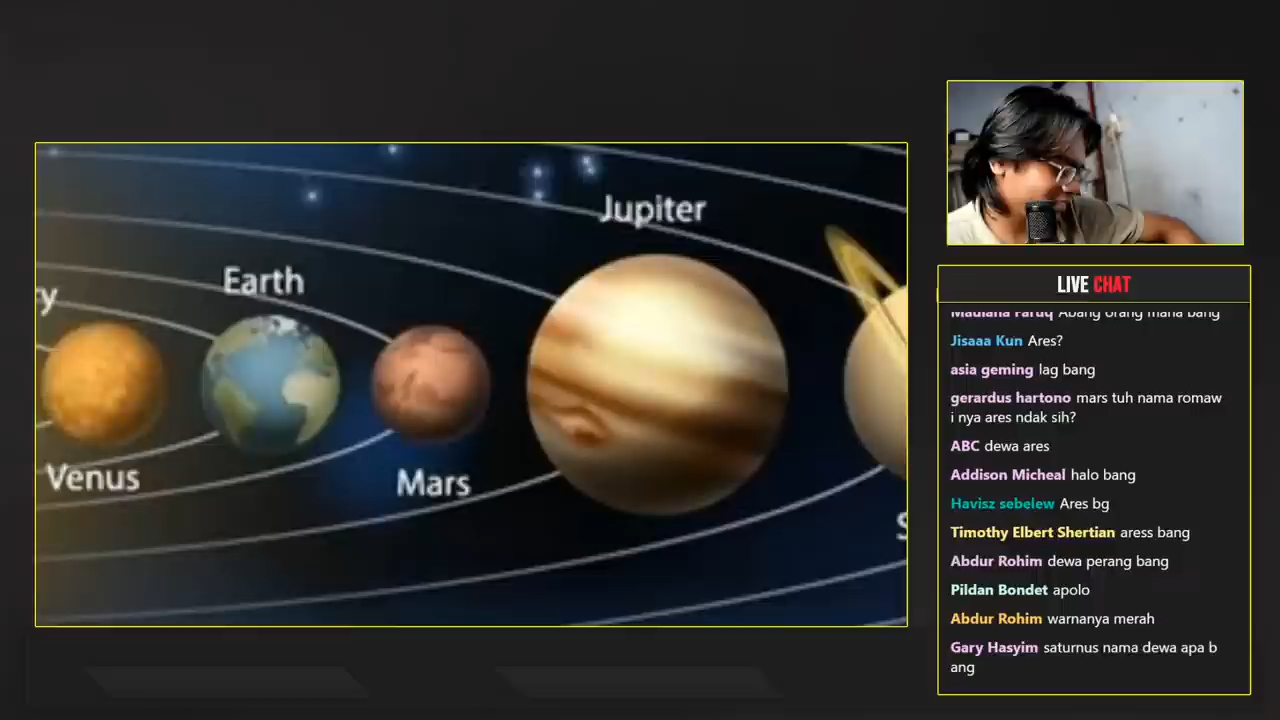 Jupiter
Earth
ry
Venus
Mars
S
LIVE CHAT
Maulana Faruq Abang orang mana bang
Jisaaa Kun Ares?
asia geming lag bang
gerardus hartono mars tuh nama romaw
i nya ares ndak sih?
ABC dewa ares
Addison Micheal halo bang
Havisz sebelew Ares bg
Timothy Elbert Shertian aress bang
Abdur Rohim dewa perang bang
Pildan Bondet apolo
Abdur Rohim warnanya merah
Gary Hasyim saturnus nama dewa apa b
ang